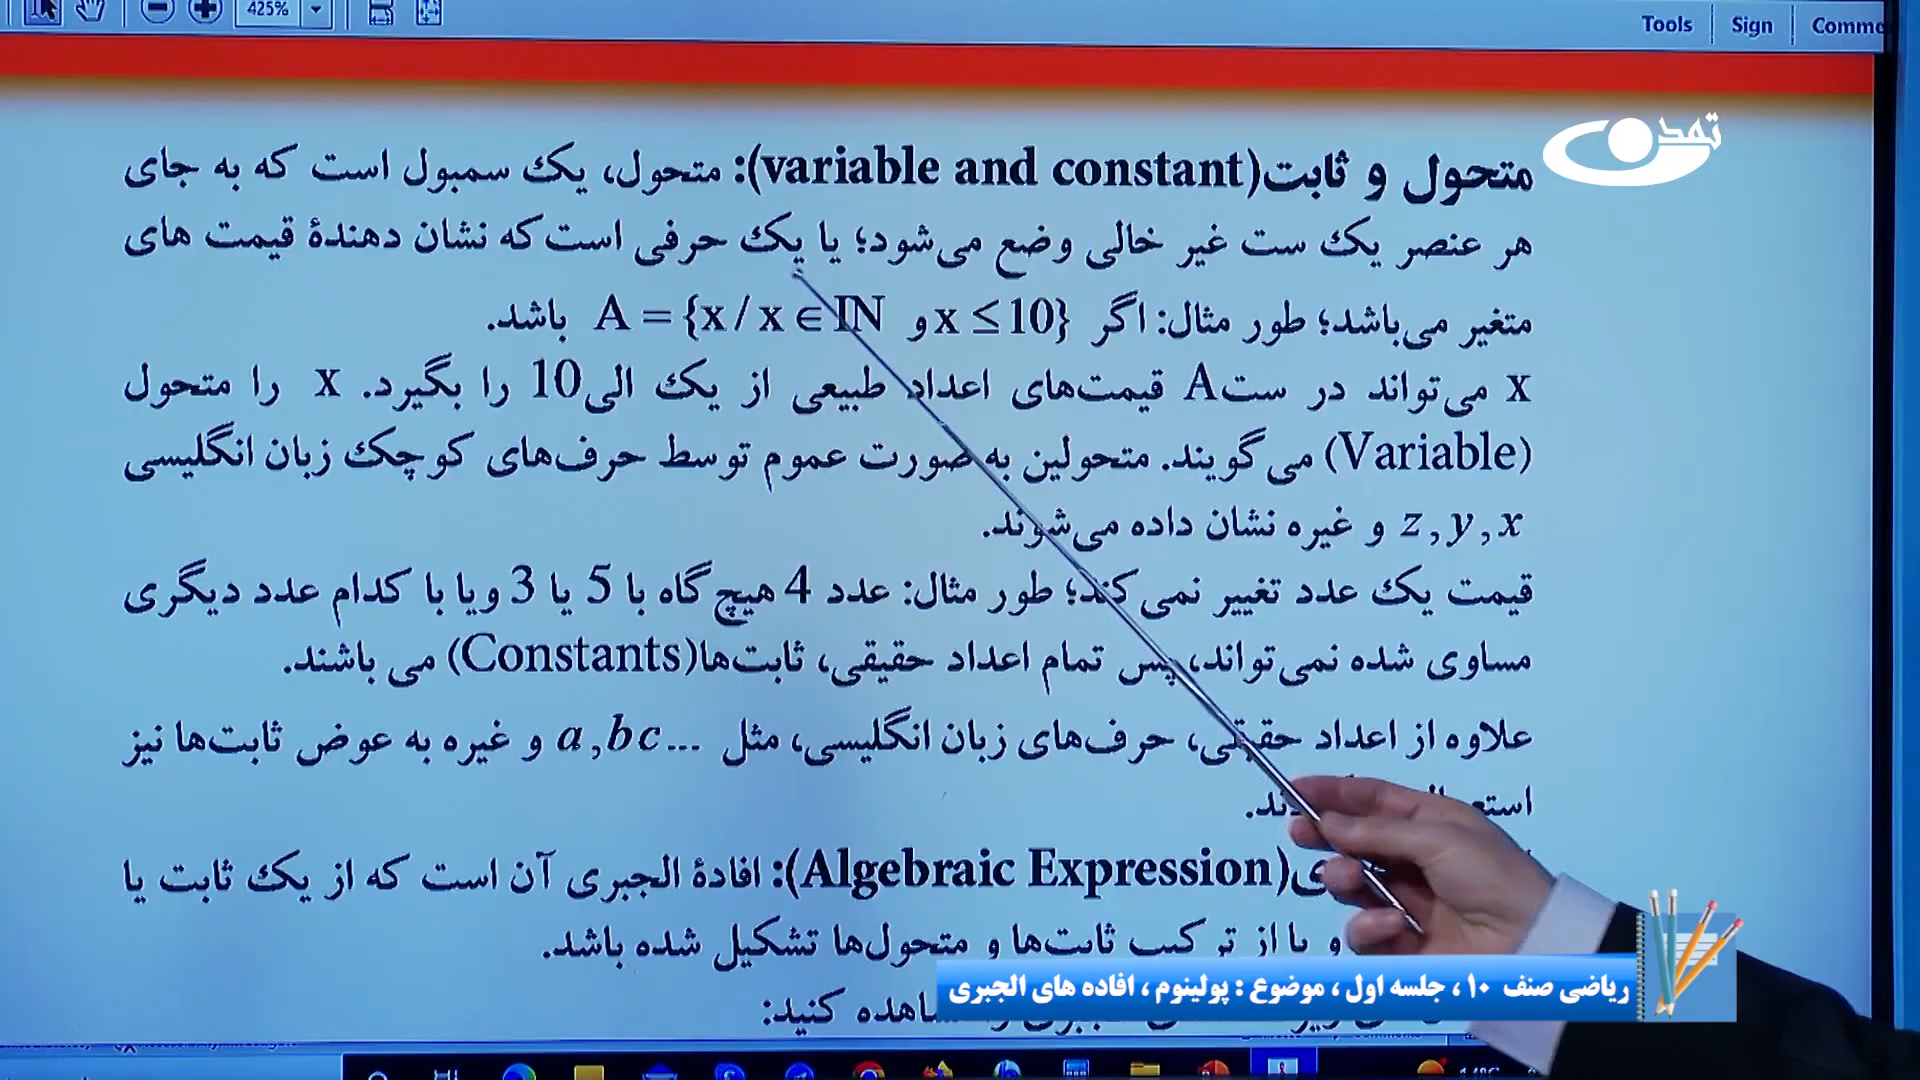 425%
Tools Sign Comme
تمدن
متحول و ثابت(variable and constant): متحول، یک سمبول است که به جای
هر عنصر یک ست غیر خالی وضع می‌شود؛ یا یک حرفی است که نشان دهندۀ قیمت های
متغیر می‌باشد؛ طور مثال: اگر A = {x / x ∈ IN و x ≤ 10} باشد.
x می‌تواند در ست A قیمت‌های اعداد طبیعی از یک الی 10 را بگیرد. x را متحول
(Variable) می‌گویند. متحولین به صورت عموم توسط حرف‌های کوچک زبان انگلیسی
z , y , x و غیره نشان داده می‌شوند.
قیمت یک عدد تغییر نمی‌کند؛ طور مثال: عدد 4 هیچ گاه با 5 یا 3 ویا با کدام عدد دیگری
مساوی شده نمی‌تواند، پس تمام اعداد حقیقی، ثابت‌ها(Constants) می باشند.
علاوه از اعداد حقیقی، حرف‌های زبان انگلیسی، مثل a , b c ... و غیره به عوض ثابت‌ها نیز
(Algebraic Expression): افادۀ الجبری آن است که از یک ثابت یا
و یا از ترکیب ثابت‌ها و متحول‌ها تشکیل شده باشد.
کنید:
ریاضی صنف ۱۰ ، جلسه اول ، موضوع : پولینوم ، افاده های الجبری